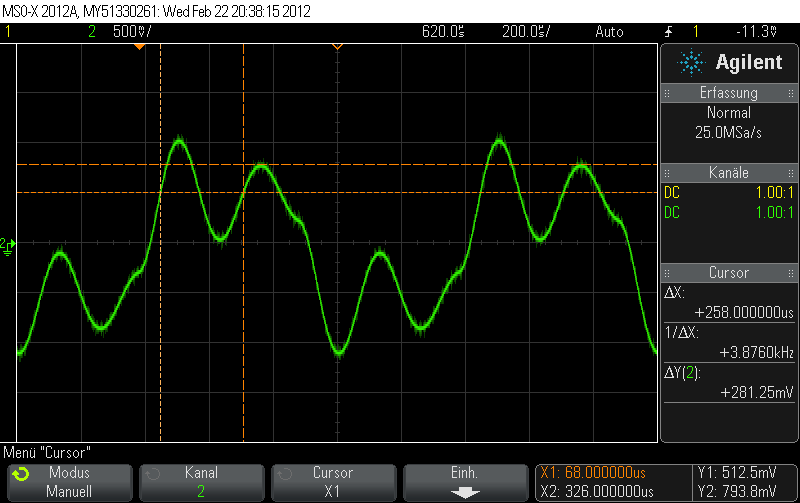 MSO-X 2012A, MY51330261: Wed Feb 22 20:38:15 2012
1 2 500mV/ 620.0s 200.0s/ Auto 1 -11.3V
Agilent
Erfassung
Normal
25.0MSa/s
Kanäle
DC 1.00:1
DC 1.00:1
2
Cursor
ΔX:
+258.000000us
1/ΔX:
+3.8760kHz
ΔY(2):
+281.25mV
Menü "Cursor"
Modus
Manuell
Kanal
2
Cursor
X1
Einh.
X1: 68.000000us
X2: 326.000000us
Y1: 512.5mV
Y2: 793.8mV